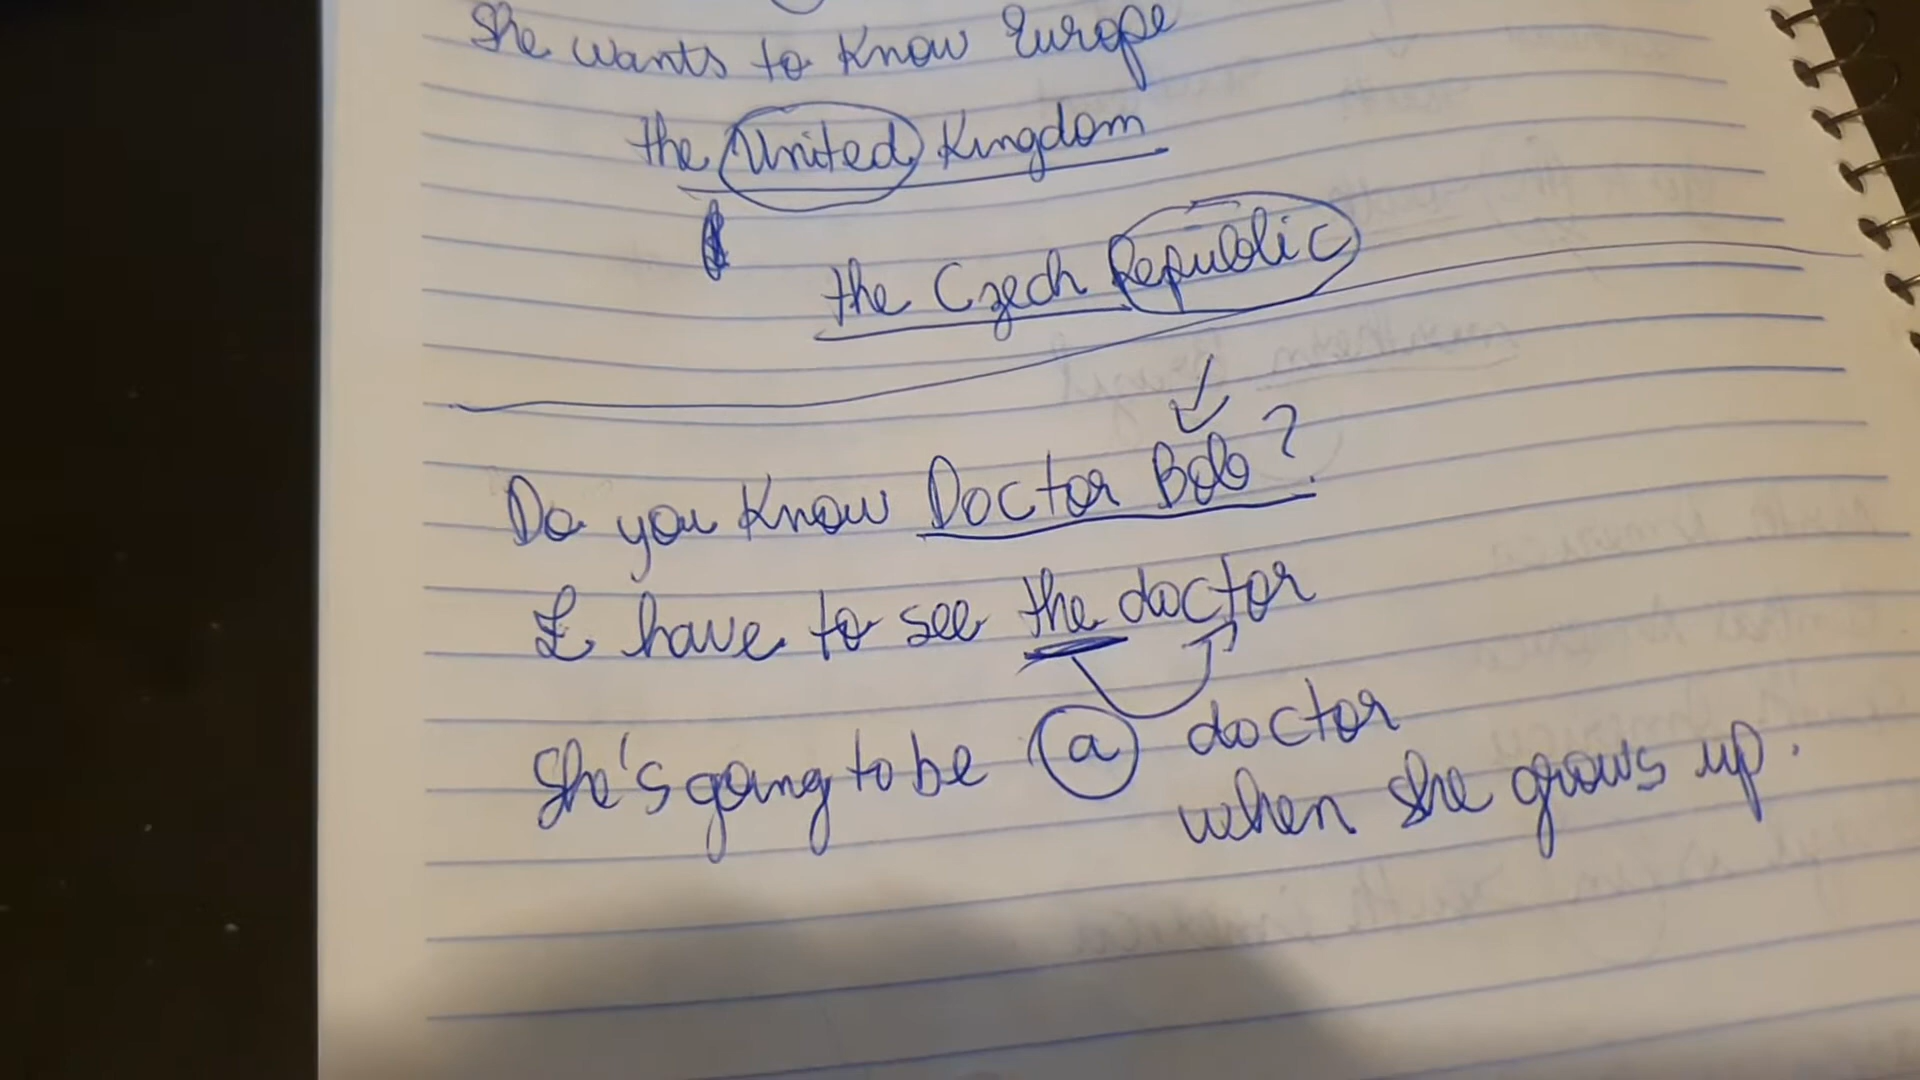 She wants to know Europe
the United Kingdom
the Czech Republic
Do you know Doctor Bob?
I have to see the doctor
She's going to be a doctor
when she grows up.